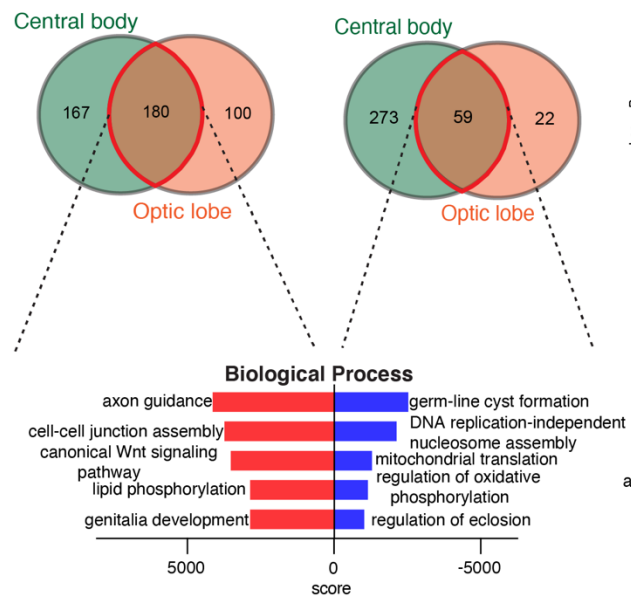 Central body
Central body
167
180
100
273
59
22
Optic lobe
Optic lobe
Biological Process
axon guidance
germ-line cyst formation
cell-cell junction assembly
DNA replication-independent
nucleosome assembly
canonical Wnt signaling
pathway
mitochondrial translation
lipid phosphorylation
regulation of oxidative
phosphorylation
genitalia development
regulation of eclosion
5000
0
-5000
score